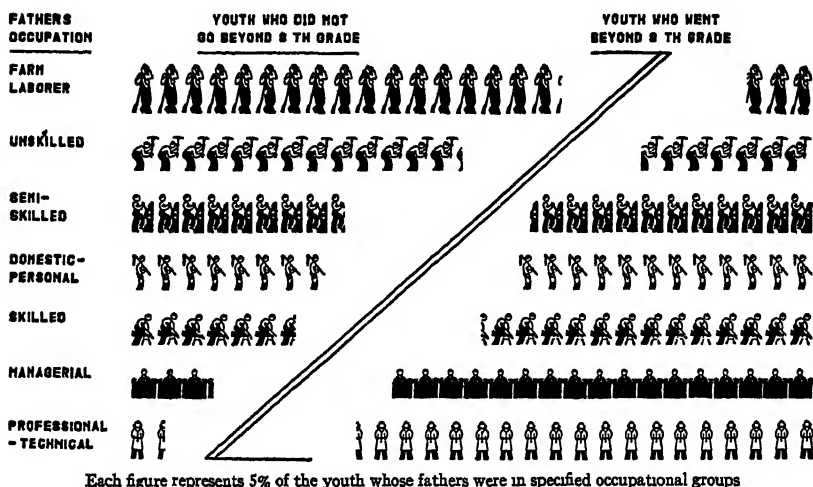 FATHERS
OCCUPATION
YOUTH WHO DID NOT
GO BEYOND 8 TH GRADE
YOUTH WHO WENT
BEYOND 8 TH GRADE
FARM
LABORER
UNSKILLED
SEMI-
SKILLED
DOMESTIC-
PERSONAL
SKILLED
MANAGERIAL
PROFESSIONAL
-TECHNICAL
Each figure represents 5% of the youth whose fathers were in specified occupational groups